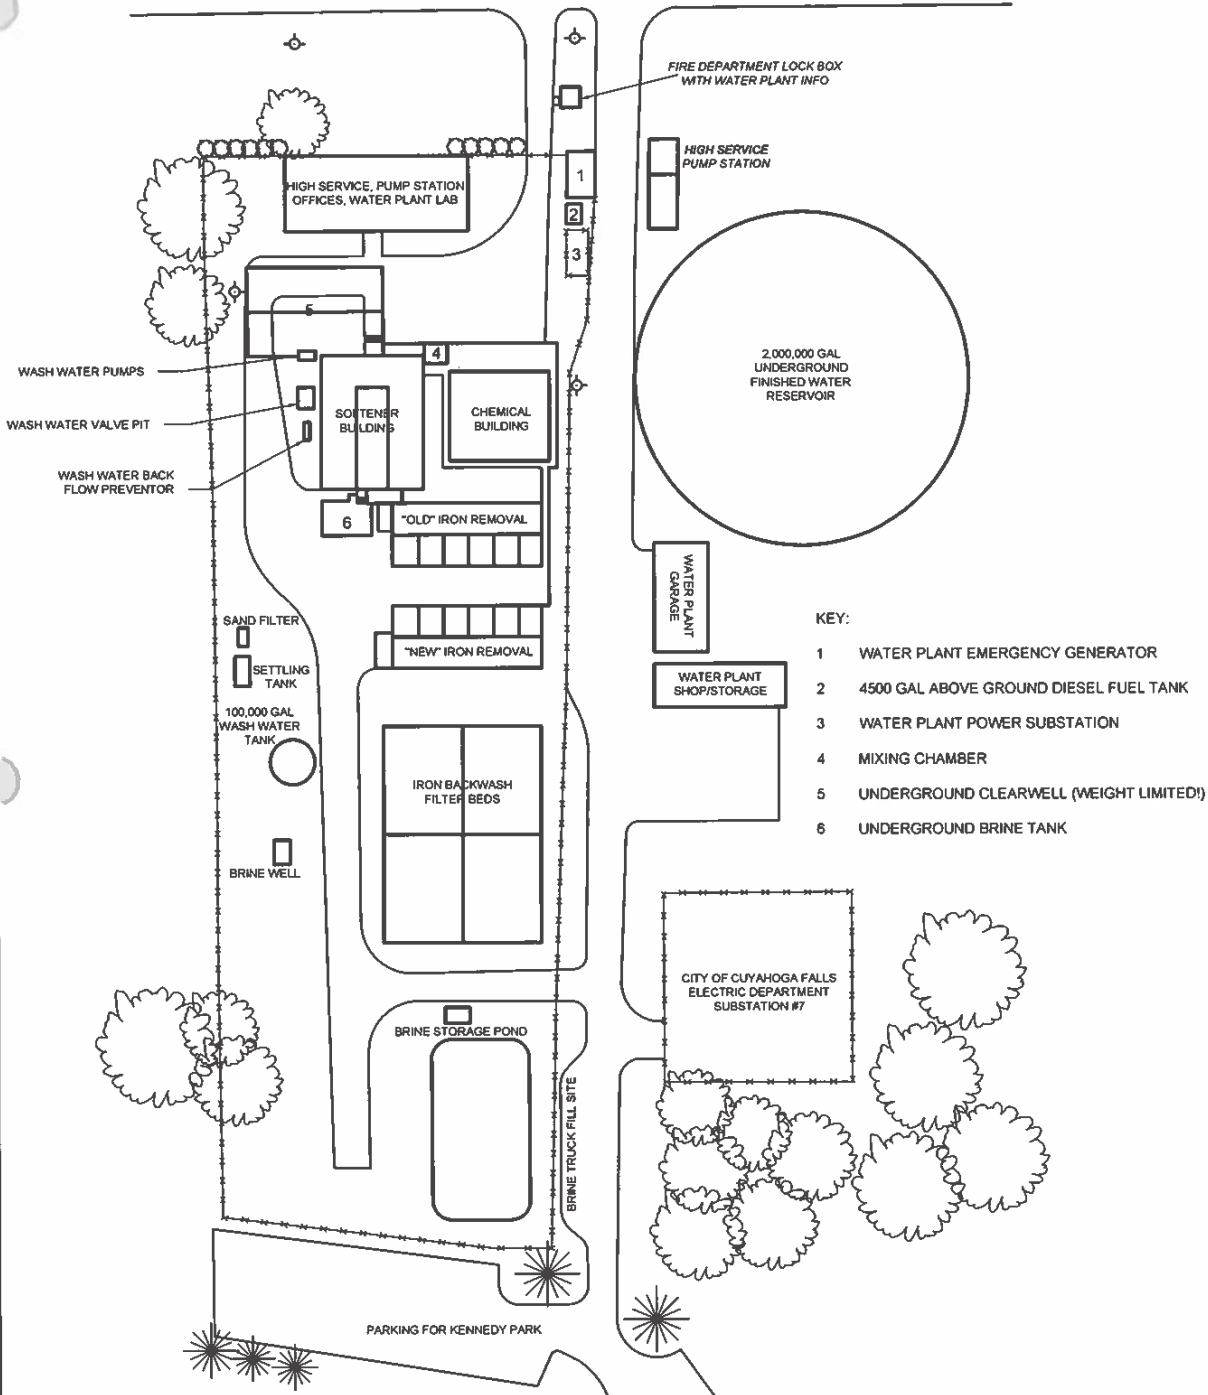 FIRE DEPARTMENT LOCK BOX
WITH WATER PLANT INFO
HIGH SERVICE
PUMP STATION
1
HIGH SERVICE, PUMP STATION
OFFICES, WATER PLANT LAB
2
3
5
4
WASH WATER PUMPS
2,000,000 GAL
UNDERGROUND
FINISHED WATER
RESERVOIR
WASH WATER VALVE PIT
SOFTENER
BUILDING
CHEMICAL
BUILDING
WASH WATER BACK
FLOW PREVENTOR
6
"OLD" IRON REMOVAL
WATER PLANT
GARAGE
SAND FILTER
"NEW" IRON REMOVAL
SETTLING
TANK
WATER PLANT
SHOP/STORAGE
100,000 GAL
WASH WATER
TANK
IRON BACKWASH
FILTER BEDS
BRINE WELL
KEY:
1 WATER PLANT EMERGENCY GENERATOR
2 4500 GAL ABOVE GROUND DIESEL FUEL TANK
3 WATER PLANT POWER SUBSTATION
4 MIXING CHAMBER
5 UNDERGROUND CLEARWELL (WEIGHT LIMITED!)
6 UNDERGROUND BRINE TANK
CITY OF CUYAHOGA FALLS
ELECTRIC DEPARTMENT
SUBSTATION #7
BRINE STORAGE POND
BRINE TRUCK FILL SITE
PARKING FOR KENNEDY PARK